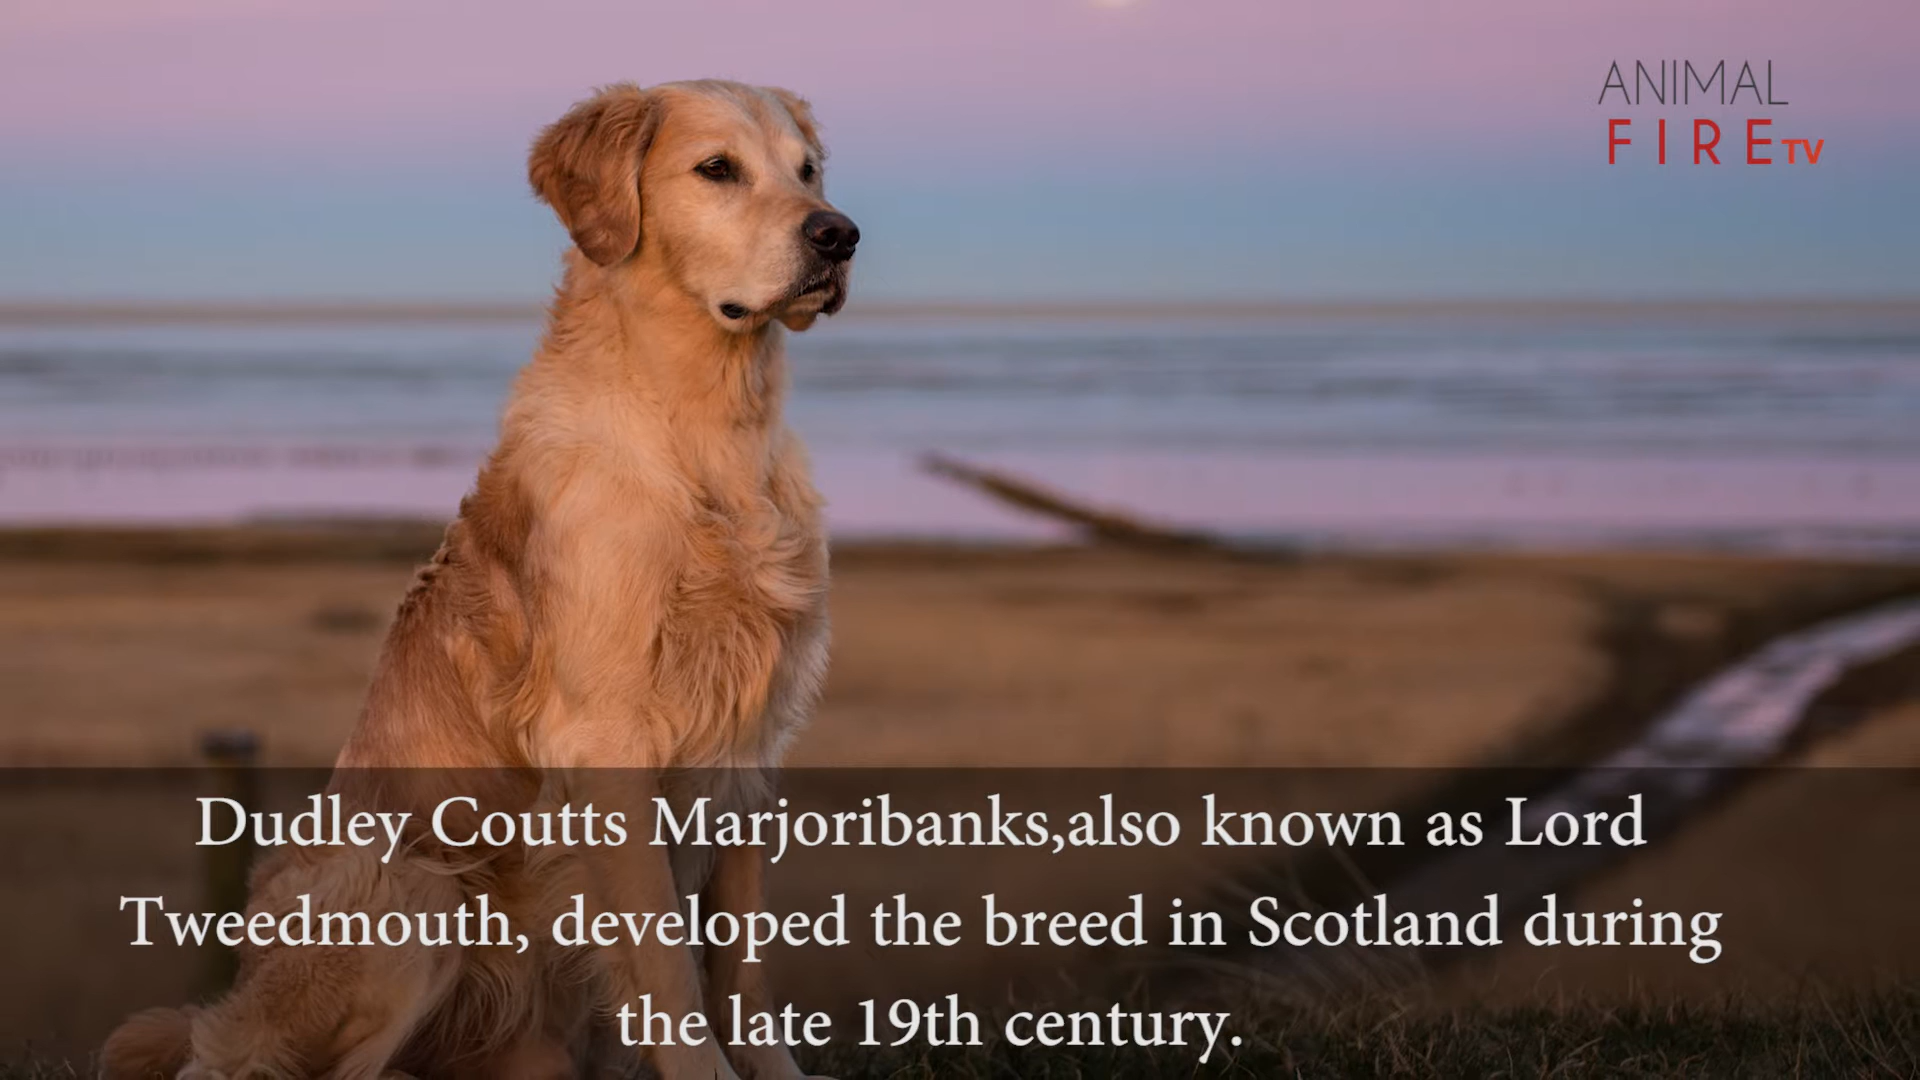 ANIMAL
FIRE TV
Dudley Coutts Marjoribanks,also known as Lord
Tweedmouth, developed the breed in Scotland during
the late 19th century.